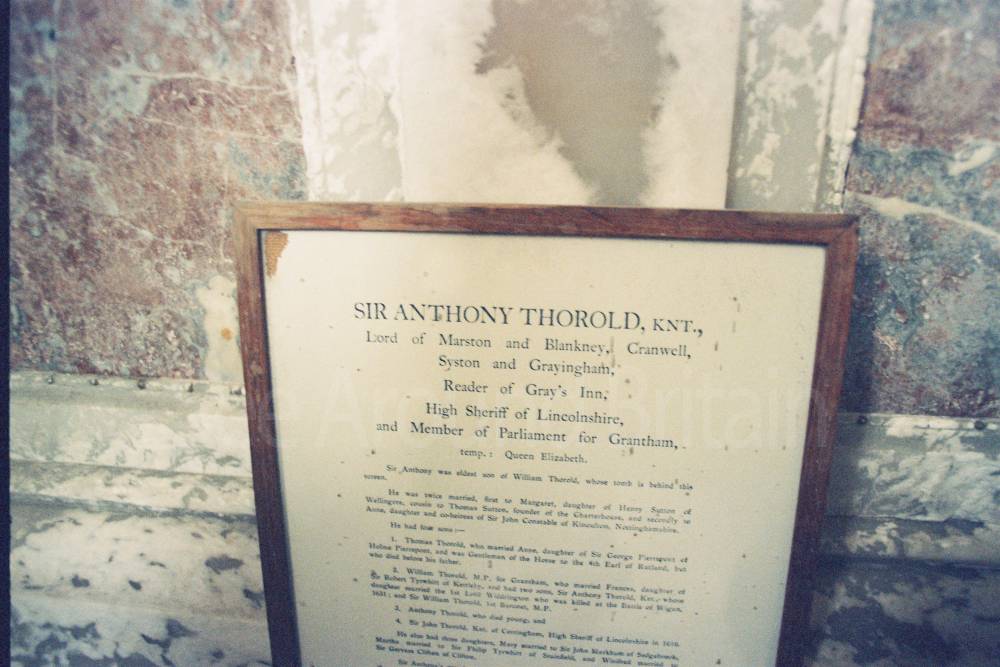 SIR ANTHONY THOROLD, KNT.,
Lord of Marston and Blankney, Cranwell,
Syston and Grayingham,
Reader of Gray's Inn,
High Sheriff of Lincolnshire,
and Member of Parliament for Grantham,
temp.: Queen Elizabeth.
Sir Anthony was eldest son of William Thorold, whose tomb is behind this
screen.
He was twice married, first to Margaret, daughter of Henry Sutton of
Wellingore, cousin to Thomas Sutton, founder of the Charterhouse, and secondly to
Anne, daughter and co-heiress of Sir John Constable of Kinoulton, Nottinghamshire.
He had four sons:—
1. Thomas Thorold, who married Anne, daughter of Sir George Pierrepont of
Holme Pierrepont, and was Gentleman of the Horse to the 4th Earl of Rutland, but
who died before his father.
2. William Thorold, M.P. for Grantham, who married Frances, daughter of
Sir Robert Tyrwhitt of Kettleby, and had two sons, Sir Anthony Thorold, Knt., whose
daughter married the 1st Lord Widdrington who was killed at the Battle of Wigan,
1651; and Sir William Thorold, 1st Baronet, M.P.
3. Anthony Thorold, who died young; and
4. Sir John Thorold, Knt. of Corringham, High Sheriff of Lincolnshire in 1610.
He also had three daughters, Mary married to Sir John Markham of Sedgebrook,
Martha married to Sir Philip Tyrwhitt of Stainfield, and Winifred married to
Sir Gervase Clifton of Clifton.
Sir Anthony
Britain